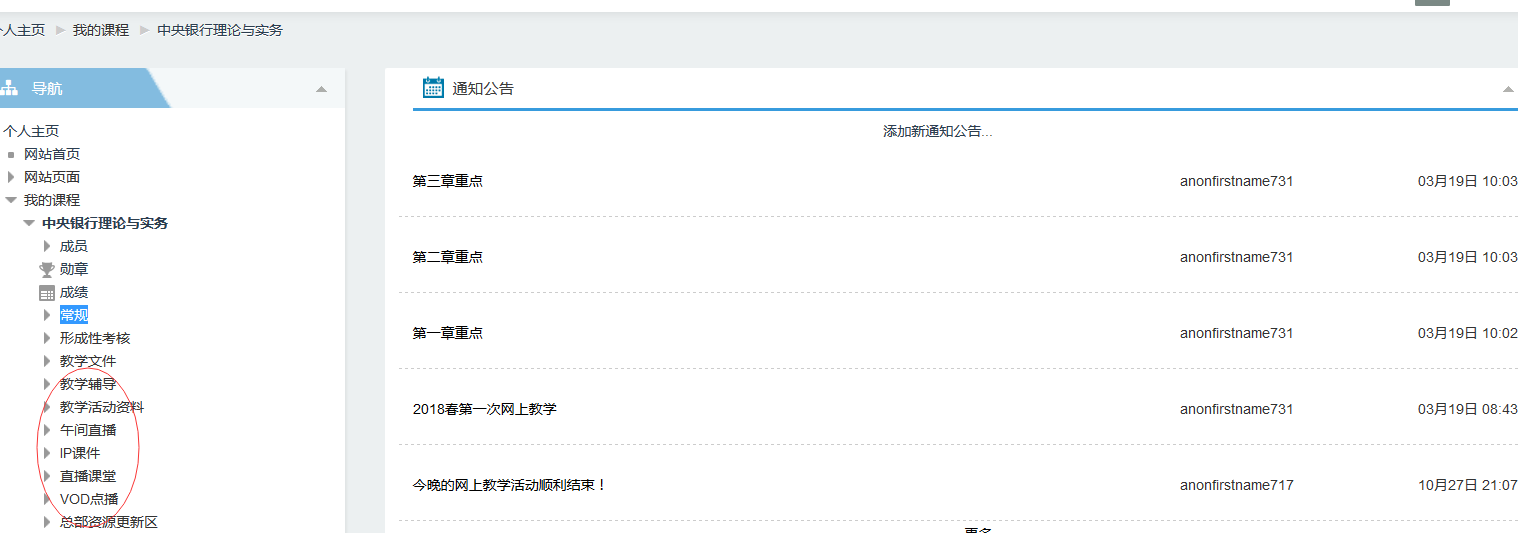 人主页 我的课程 中央银行理论与实务
导航
个人主页
网站首页
网站页面
我的课程
中央银行理论与实务
成员
勋章
成绩
常规
形成性考核
教学文件
教学辅导
教学活动资料
午间直播
IP课件
直播课堂
VOD点播
总部资源更新区
通知公告
添加新通知公告...
第三章重点 anonfirstname731 03月19日 10:03
第二章重点 anonfirstname731 03月19日 10:03
第一章重点 anonfirstname731 03月19日 10:02
2018春第一次网上教学 anonfirstname731 03月19日 08:43
今晚的网上教学活动顺利结束！ anonfirstname717 10月27日 21:07